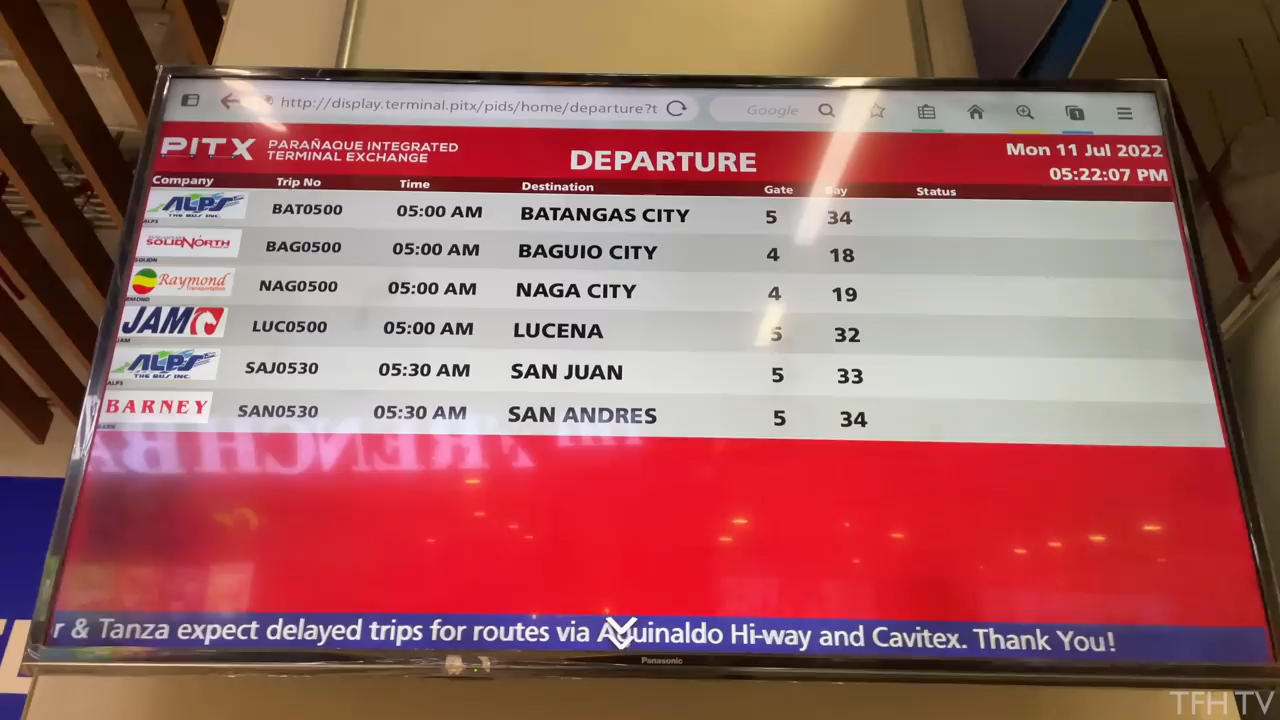 http://display.terminal.pitx/pids/home/departure?t Google
PITX PARAÑAQUE INTEGRATED
TERMINAL EXCHANGE
DEPARTURE
Mon 11 Jul 2022
05:22:07 PM
Company Trip No Time Destination Gate Bay Status
ALPS THE BUS INC. BAT0500 05:00 AM BATANGAS CITY 5 34
ALPS
SOLID NORTH BAG0500 05:00 AM BAGUIO CITY 4 18
Raymond Transportation NAG0500 05:00 AM NAGA CITY 4 19
JAM LUC0500 05:00 AM LUCENA 5 32
JAM
ALPS THE BUS INC. SAJ0530 05:30 AM SAN JUAN 5 33
ALPS
BARNEY SAN0530 05:30 AM SAN ANDRES 5 34
r & Tanza expect delayed trips for routes via Aguinaldo Hi-way and Cavitex. Thank You!
Panasonic
TFH TV